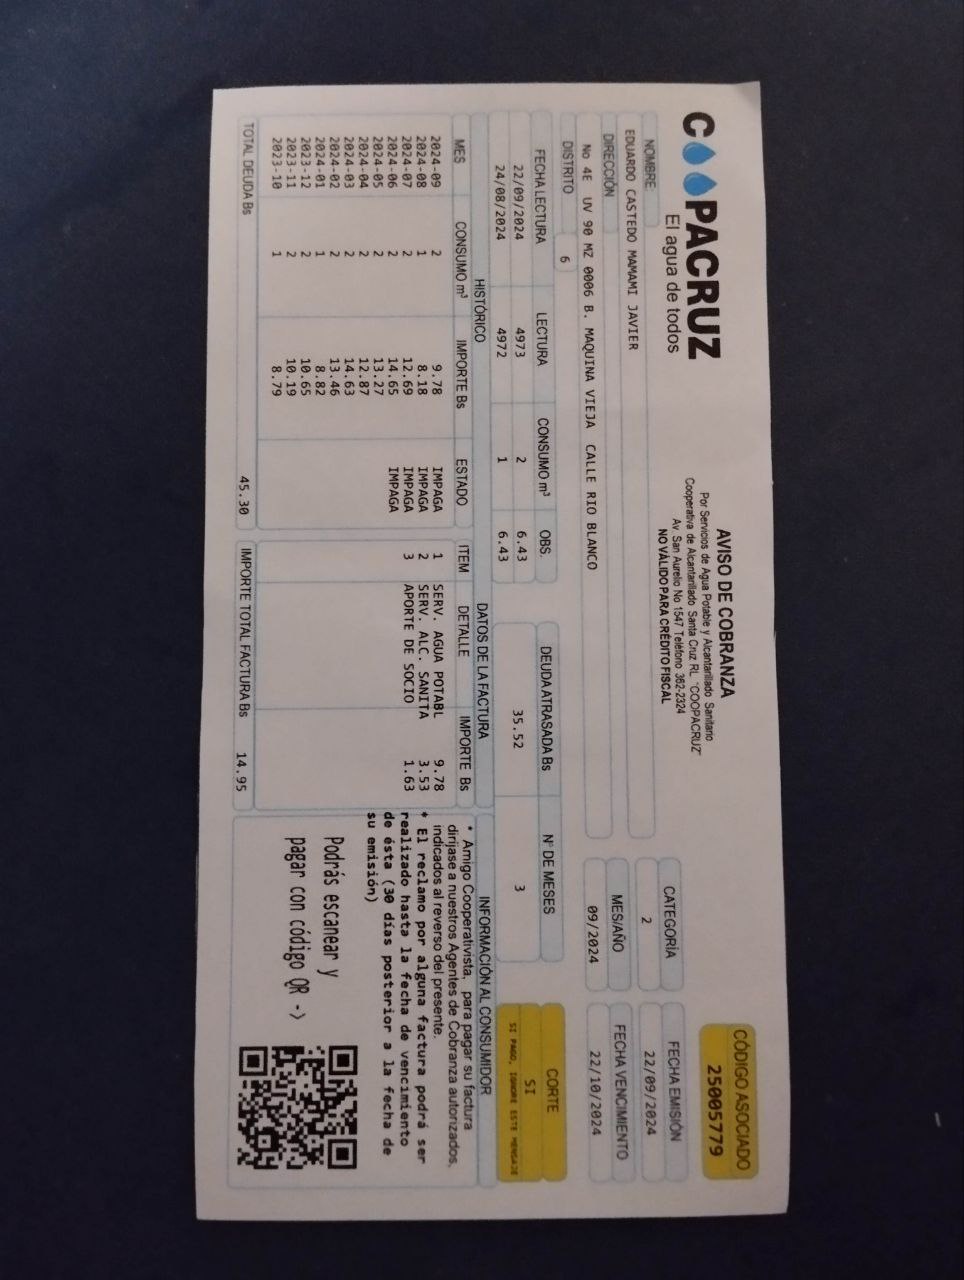 COOPACRUZ
El agua de todos
AVISO DE COBRANZA
Por Servicios de Agua Potable y Alcantarillado Sanitario
Cooperativa de Alcantarillado Santa Cruz RL "COOPACRUZ"
Av San Aurelio No 1547 Teléfono 362-2324
NO VÁLIDO PARA CRÉDITO FISCAL
CÓDIGO ASOCIADO
25005779
NOMBRE:
EDUARDO CASTEDO MAMAMI JAVIER
CATEGORÍA
2
FECHA EMISIÓN
22/09/2024
DIRECCIÓN
No 4E UV 90 MZ 0006 B. MAQUINA VIEJA CALLE RIO BLANCO
MES/AÑO
09/2024
FECHA VENCIMIENTO
22/10/2024
DISTRITO 6
FECHA LECTURA LECTURA CONSUMO m³ OBS.
22/09/2024 4973 2 6.43
24/08/2024 4972 1 6.43
DEUDA ATRASADA Bs N° DE MESES
35.52 3
CORTE
SI
SI PAGO, IGNORE ESTE MENSAJE
HISTÓRICO
MES CONSUMO m³ IMPORTE Bs ESTADO
2024-09 2 9.78 IMPAGA
2024-08 1 8.18 IMPAGA
2024-07 2 12.69 IMPAGA
2024-06 2 14.65 IMPAGA
2024-05 2 13.27
2024-04 2 12.87
2024-03 2 14.63
2024-02 2 13.46
2024-01 1 8.82
2023-12 2 10.65
2023-11 2 10.19
2023-10 1 8.79
TOTAL DEUDA Bs 45.30
DATOS DE LA FACTURA
ITEM DETALLE IMPORTE Bs
1 SERV. AGUA POTABL 9.78
2 SERV. ALC. SANITA 3.53
3 APORTE DE SOCIO 1.63
IMPORTE TOTAL FACTURA Bs 14.95
INFORMACIÓN AL CONSUMIDOR
* Amigo Cooperativista, para pagar su factura
diríjase a nuestros Agentes de Cobranza autorizados,
indicados al reverso del presente.
* El reclamo por alguna factura podrá ser
realizado hasta la fecha de vencimiento
de ésta (30 días posterior a la fecha de
su emisión)
Podrás escanear y
pagar con código QR ->